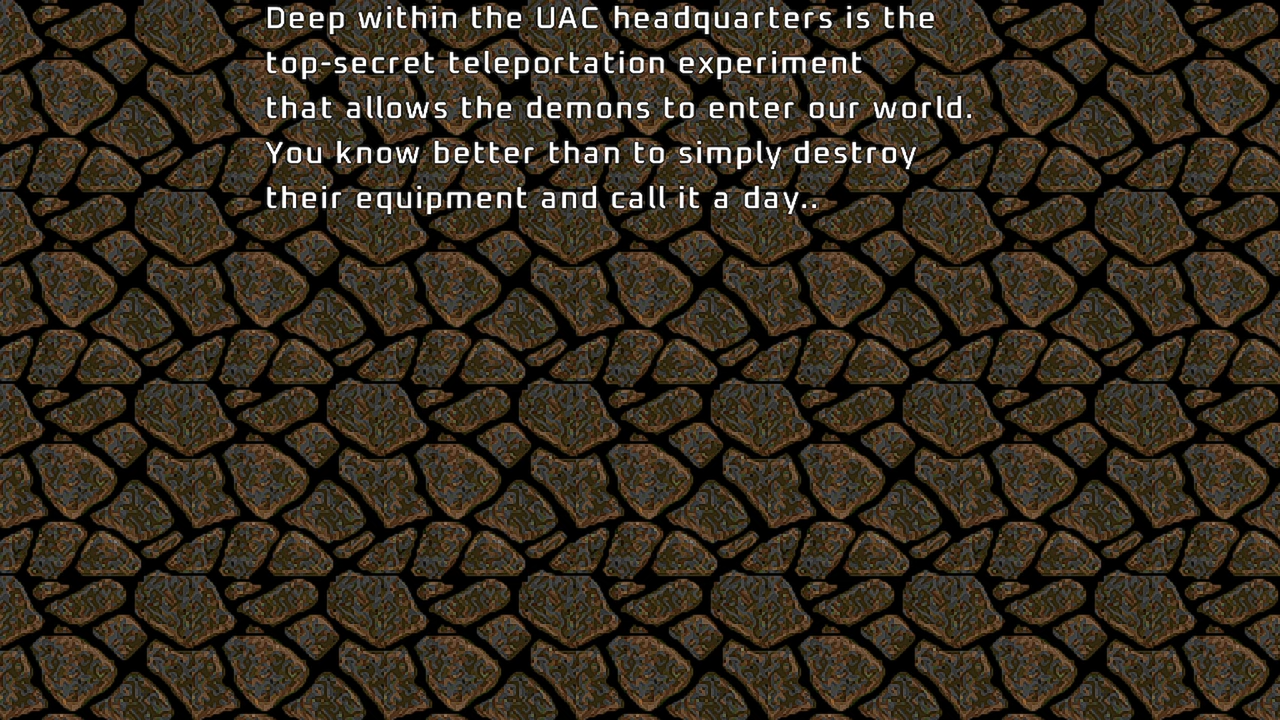 Deep within the UAC headquarters is the
top-secret teleportation experiment
that allows the demons to enter our world.
You know better than to simply destroy
their equipment and call it a day..